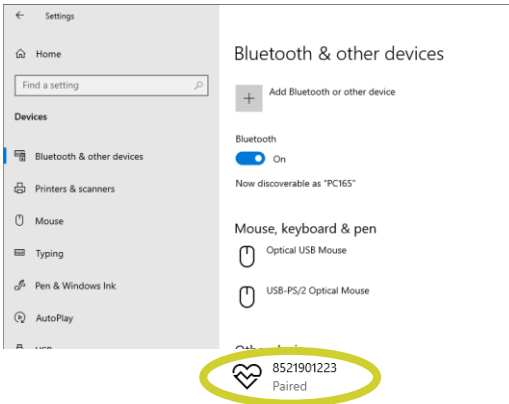 Settings
Home
Find a setting
Devices
Bluetooth & other devices
Printers & scanners
Mouse
Typing
Pen & Windows Ink
AutoPlay
Bluetooth & other devices
Add Bluetooth or other device
Bluetooth
On
Now discoverable as "PC165"
Mouse, keyboard & pen
Optical USB Mouse
USB-PS/2 Optical Mouse
8521901223
Paired